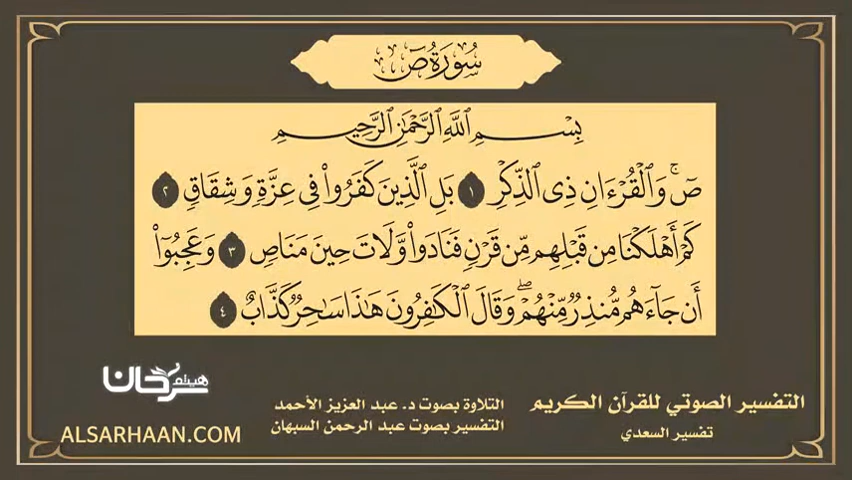 سُورَةُ صٓ
بِسْمِ ٱللَّهِ ٱلرَّحْمَٰنِ ٱلرَّحِيمِ
صٓۚ وَٱلْقُرْءَانِ ذِى ٱلذِّكْرِ ١ بَلِ ٱلَّذِينَ كَفَرُوا۟ فِى عِزَّةٍ وَشِقَاقٍ ٢
كَمْ أَهْلَكْنَا مِن قَبْلِهِم مِّن قَرْنٍ فَنَادَوا۟ وَّلَاتَ حِينَ مَنَاصٍ ٣ وَعَجِبُوٓا۟
أَن جَآءَهُم مُّنذِرٌ مِّنْهُمْۖ وَقَالَ ٱلْكَٰفِرُونَ هَٰذَا سَٰحِرٌ كَذَّابٌ ٤
هيثم سرحان
ALSARHAAN.COM
التفسير الصوتي للقرآن الكريم
تفسير السعدي
التلاوة بصوت د. عبد العزيز الأحمد
التفسير بصوت عبد الرحمن السبهان